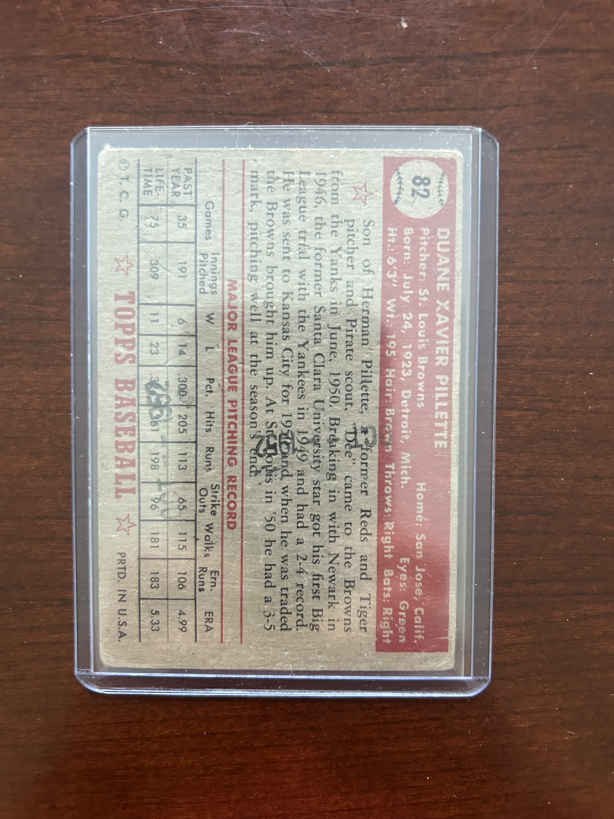 82
DUANE XAVIER PILLETTE
Pitcher: St. Louis Browns Home: San Jose, Calif.
Born: July 24, 1923, Detroit, Mich. Eyes: Green
Ht.: 6'3" Wt.: 195 Hair: Brown Throws: Right Bats: Right
Son of Herman Pillette, a former Reds and Tiger
pitcher and Pirate scout. "Dee" came to the Browns
from the Yanks in June, 1950. Breaking in with Newark in
1946, the former Santa Clara University star got his first Big
League trial with the Yankees in 1949 and had a 2-4 record.
He was sent to Kansas City for 1950 and when he was traded
the Browns brought him up. At St. Louis in '50 he had a 3-5
mark, pitching well at the season's end.
MAJOR LEAGUE PITCHING RECORD
Games Innings Pitched W L Pct. Hits Runs Strike Outs Walks Ern. Runs ERA
PAST YEAR 35 191 6 14 .300 205 113 65 115 106 4.99
LIFE-TIME 75 309 11 23 198 96 181 183 5.33
© T. C. G. TOPPS BASEBALL PRTD. IN U.S.A.